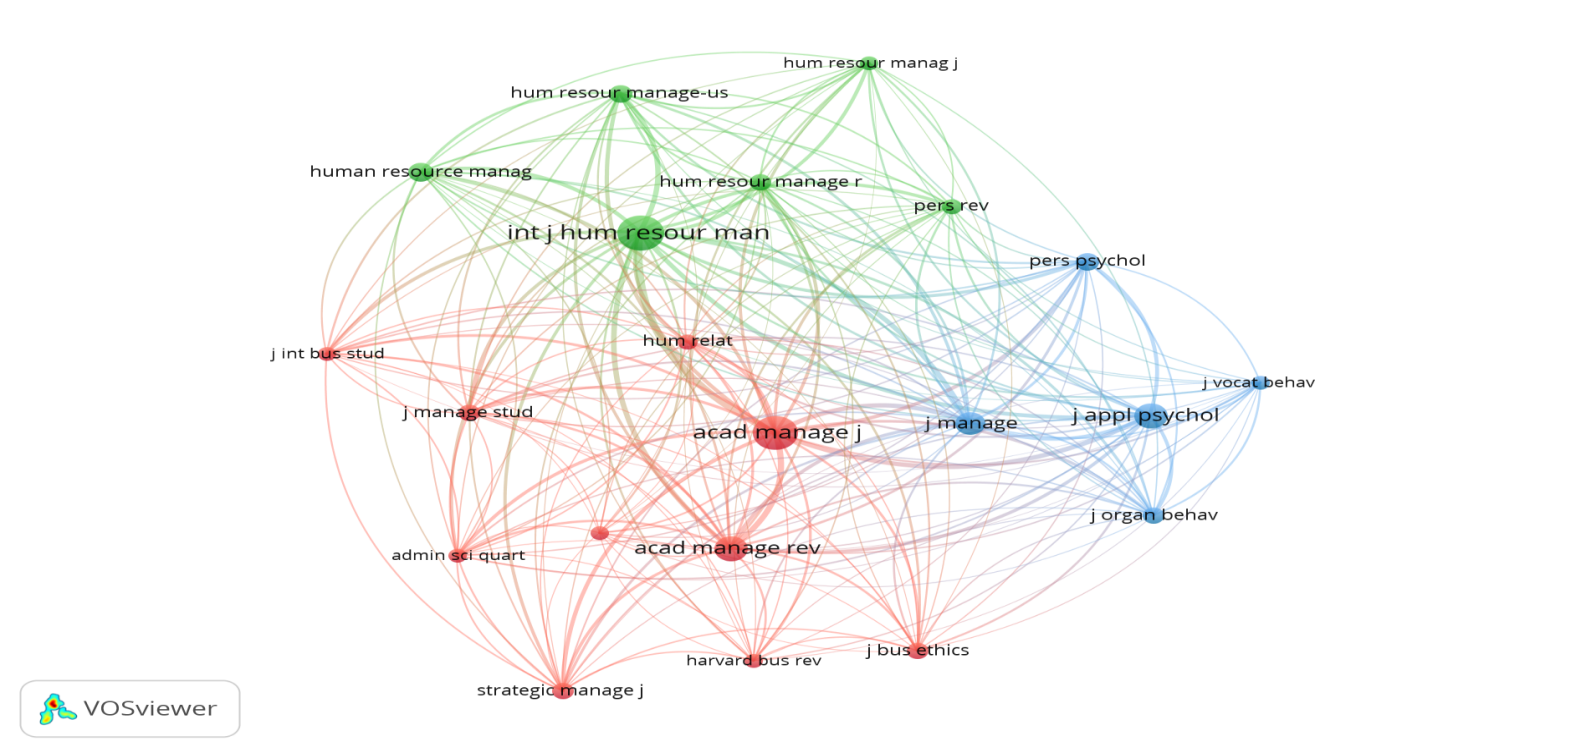 hum resour manag j
hum resour manage-us
human resource manag
hum resour manage r
pers rev
int j hum resour man
pers psychol
hum relat
j int bus stud
j vocat behav
j manage stud
j appl psychol
j manage
acad manage j
j organ behav
acad manage rev
admin sci quart
j bus ethics
harvard bus rev
strategic manage j
VOSviewer